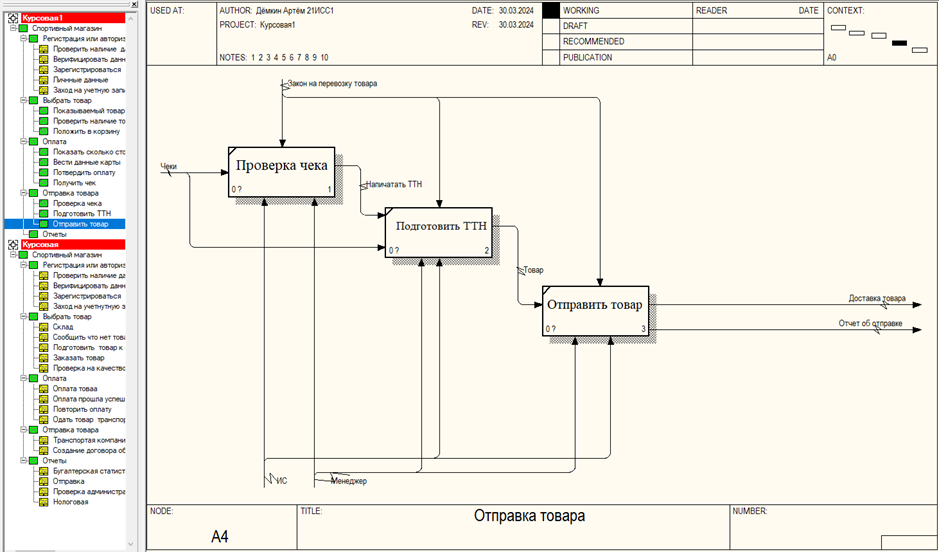 Курсовая1
Спортивный магазин
Регистрация или авториз
Проверить наличие д
Верифицировать данн
Зарегистрироваться
Пичнные данные
Заход на учетную запи
Выбрать товар
Показываемый товар
Проверить наличие то
Положить в корзину
Оплата
Показать сколько сто
Вести данные карты
Потвердить оплату
Получить чек
Отправка товара
Проверка чека
Подготовить ТТН
Отправить товар
Отчеты
Курсовая
Спортивный магазин
Регистрация или авториз
Проверить наличие да
Верифицировать данн
Зарегистрироваться
Заход на учетнутную з
Выбрать товар
Склад
Сообщить что нет това
Подготовить товар к
Заказать товар
Проверка на качество
Оплата
Оплата товаа
Оплата прошла успеш
Повторить оплату
Одать товар транспор
Отправка товара
Транспортая компани
Создание договора об
Отчеты
Бугалтерская статист
Отправка
Проверка администра
Нологовая
USED AT:
AUTHOR: Дёмкин Артём 21ИСС1
DATE: 30.03.2024
PROJECT: Курсовая1
REV: 30.03.2024
NOTES: 1 2 3 4 5 6 7 8 9 10
WORKING
DRAFT
RECOMMENDED
PUBLICATION
READER DATE
CONTEXT:
A0
Закон на перевозку товара
Чеки
Проверка чека
0 ? 1
Напичатать ТТН
Подготовить ТТН
0 ? 2
Товар
Отправить товар
0 ? 3
Доставка товара
Отчет об отправке
ИС
Менеджер
NODE:
A4
TITLE:
Отправка товара
NUMBER: